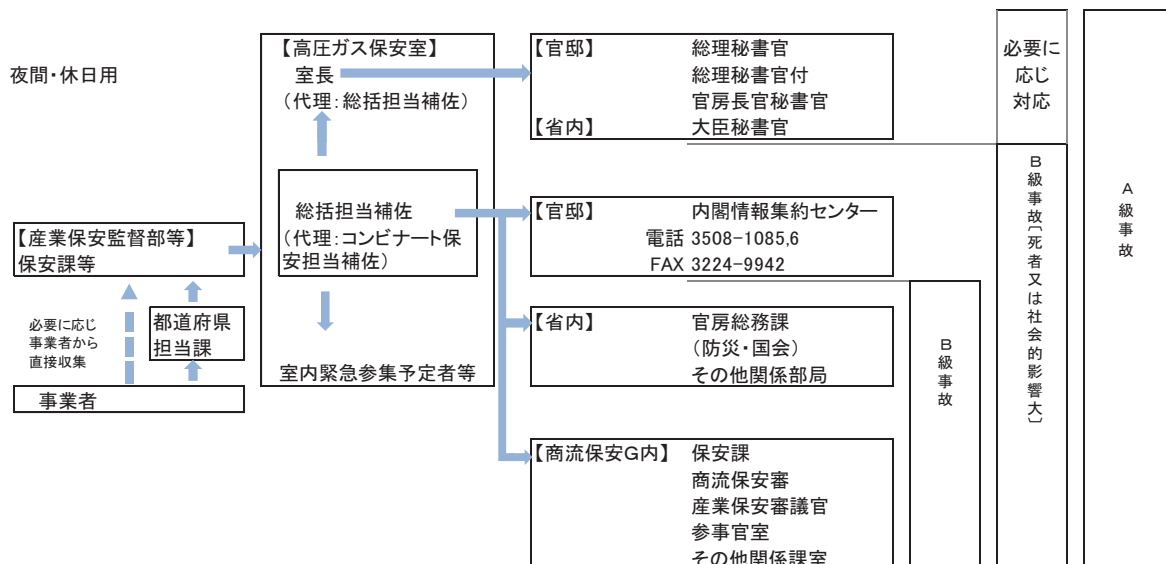 夜間・休日用
【産業保安監督部等】
保安課等
必要に応じ
事業者から
直接収集
都道府県
担当課
事業者
【高圧ガス保安室】
室長
(代理:総括担当補佐)
総括担当補佐
(代理:コンビナート保
安担当補佐)
室内緊急参集予定者等
【官邸】 総理秘書官
総理秘書官付
官房長官秘書官
【省内】 大臣秘書官
【官邸】 内閣情報集約センター
電話 3508-1085,6
FAX 3224-9942
【省内】 官房総務課
(防災・国会)
その他関係部局
【商流保安G内】 保安課
商流保安審
産業保安審議官
参事官室
その他関係課室
B級事故
必要に
応じ
対応
B級事故〔死者又は社会的影響大〕
A級事故